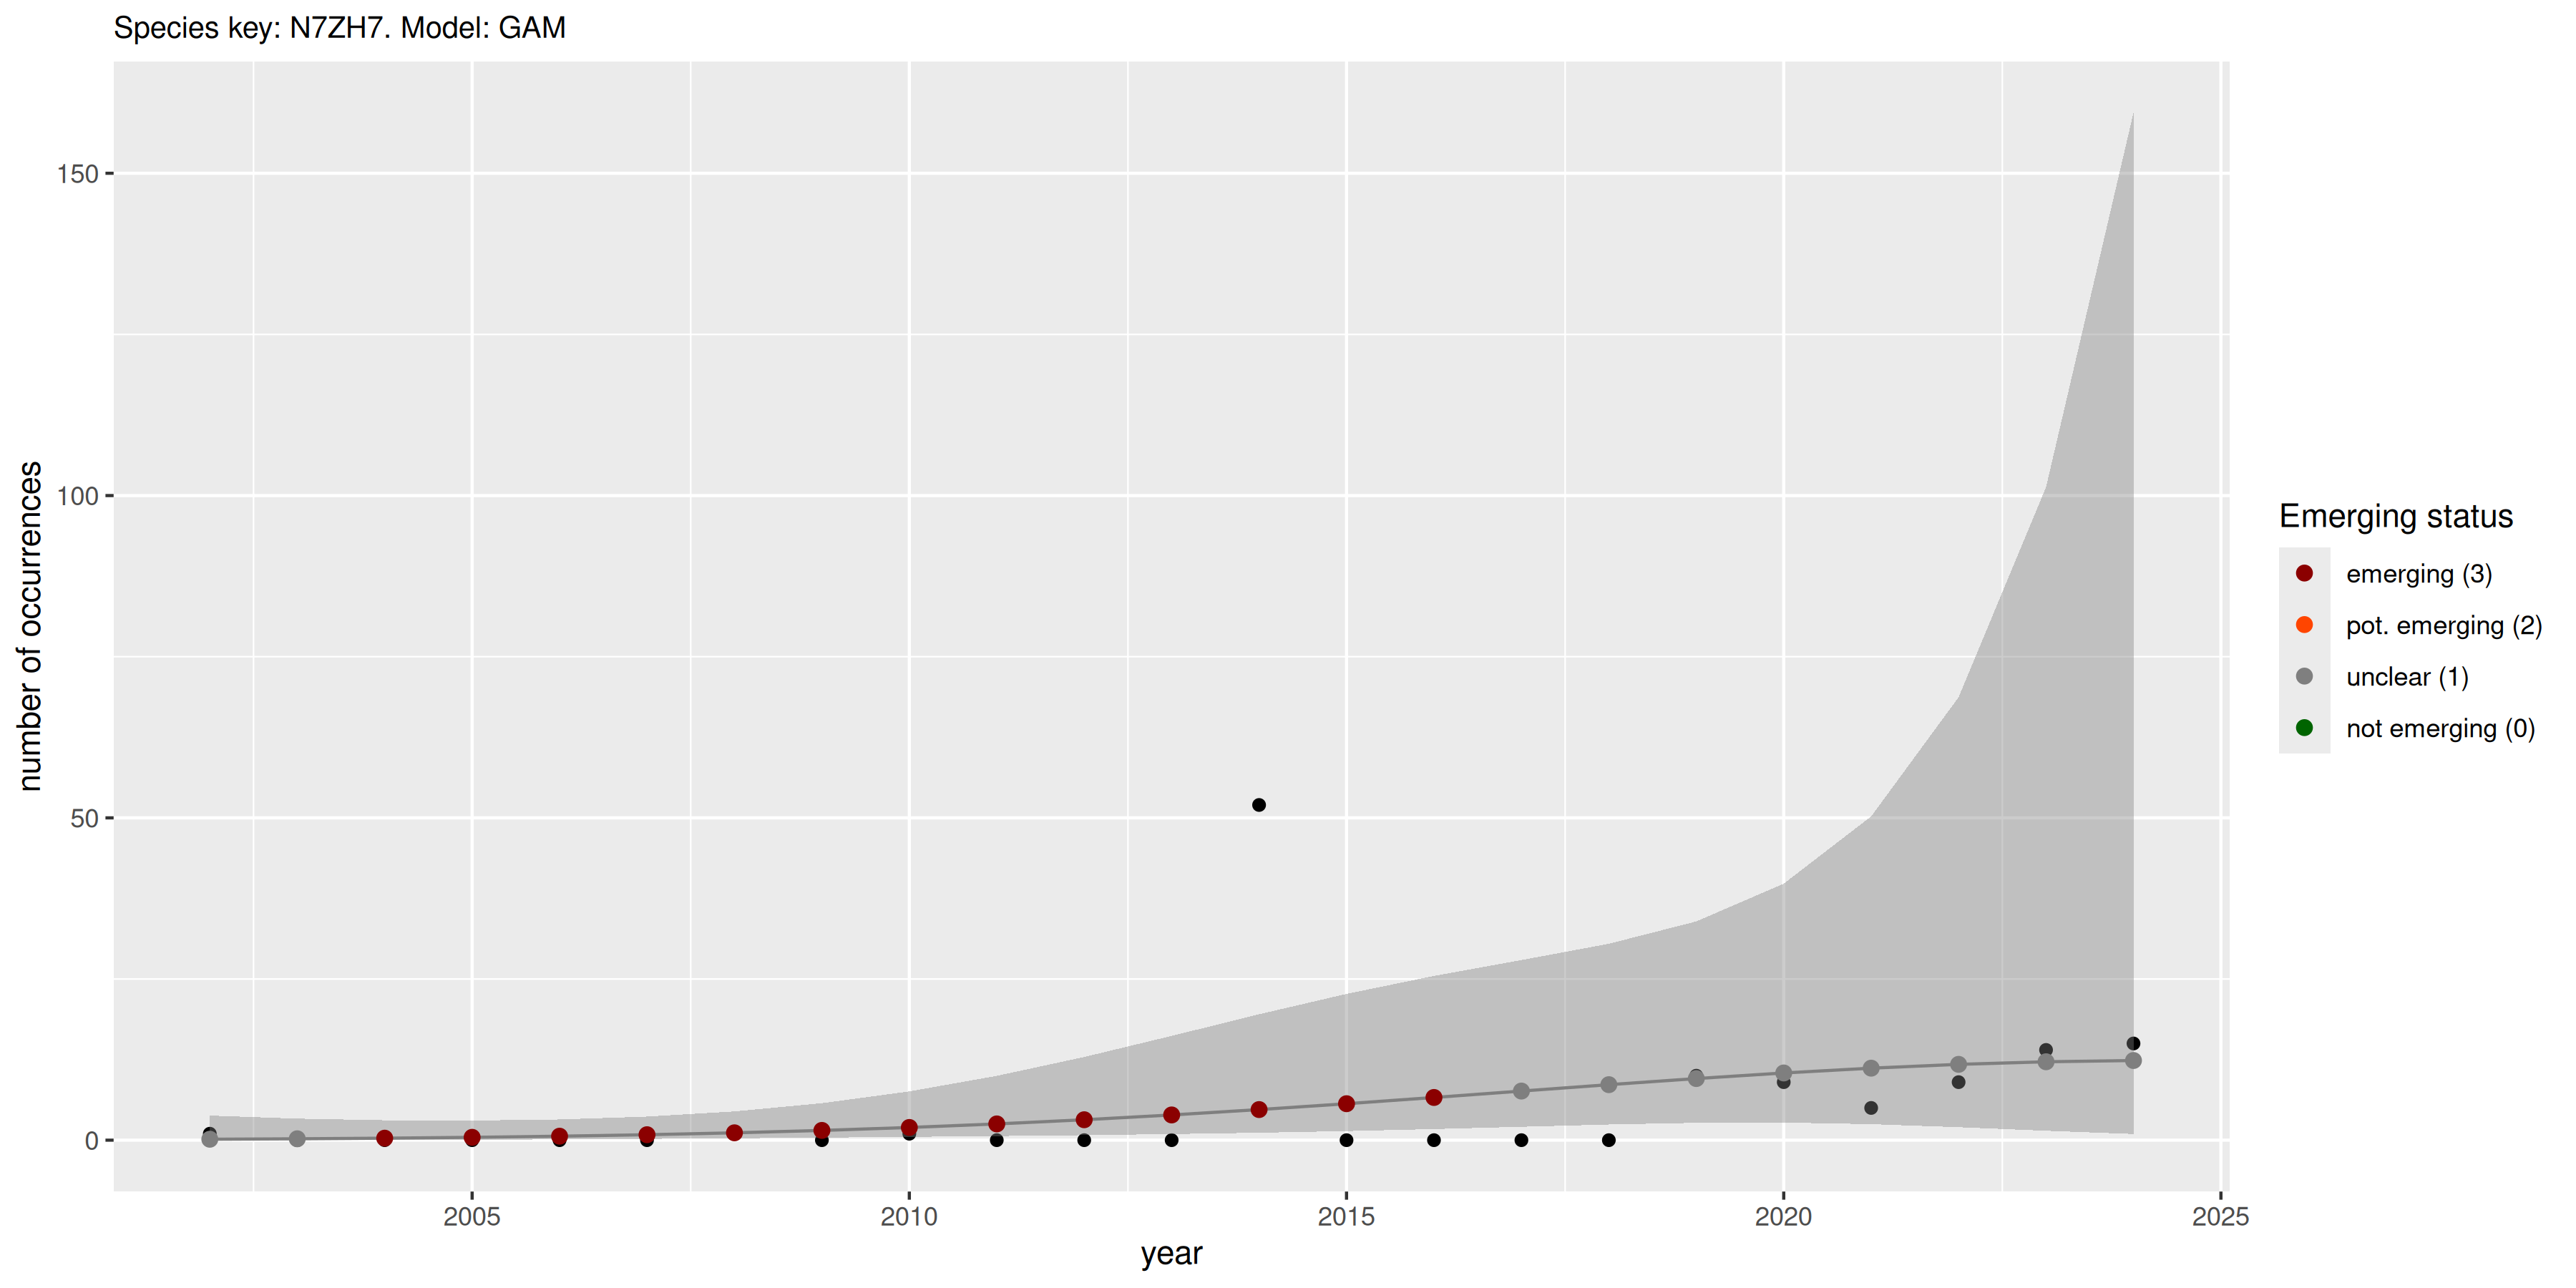 Species key: N7ZH7. Model: GAM
150
100
50
0
number of occurrences
2005
2010
2015
2020
2025
year
Emerging status
emerging (3)
pot. emerging (2)
unclear (1)
not emerging (0)